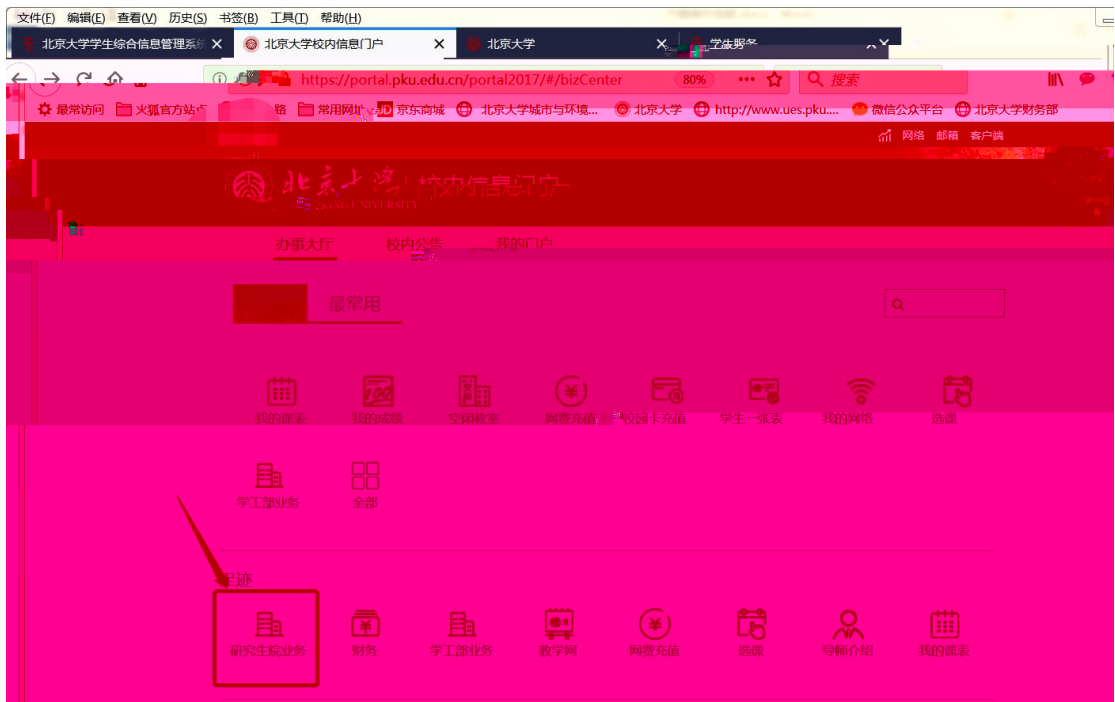 文件(F) 编辑(E) 查看(V) 历史(S) 书签(B) 工具(T) 帮助(H)
北京大学学生综合信息管理系统 北京大学校内信息门户 北京大学
https://portal.pku.edu.cn/portal2017/#/bizCenter 80% 搜索
最常访问 火狐官方站点 常用网址 JD 京东商城 北京大学城市与环境... 北京大学 http://www.ues.pku.... 微信公众平台 北京大学财务部
网络 邮箱 客户端
北京大学 校内信息门户
办事大厅 校内公告 我的门户
最常用
我的课表 我的成绩 空闲教室 网费充值 校园卡充值 学生一张表 我的网络 选课
学工部业务 全部
足迹
研究生院业务 财务 学工部业务 教学网 网费充值 选课 导师介绍 我的课表